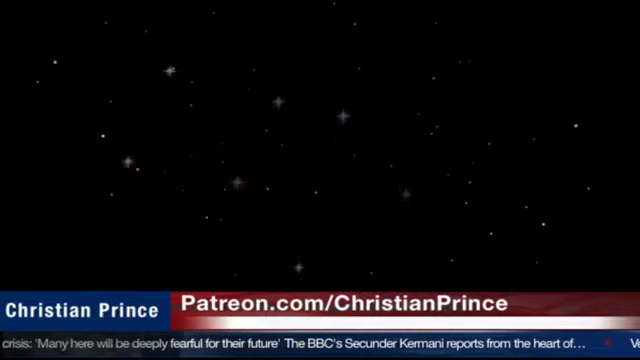 Patreon.com/ChristianPrince
Christian Prince
crisis: 'Many here will be deeply fearful for their future' The BBC's Secunder Kermani reports from the heart of…